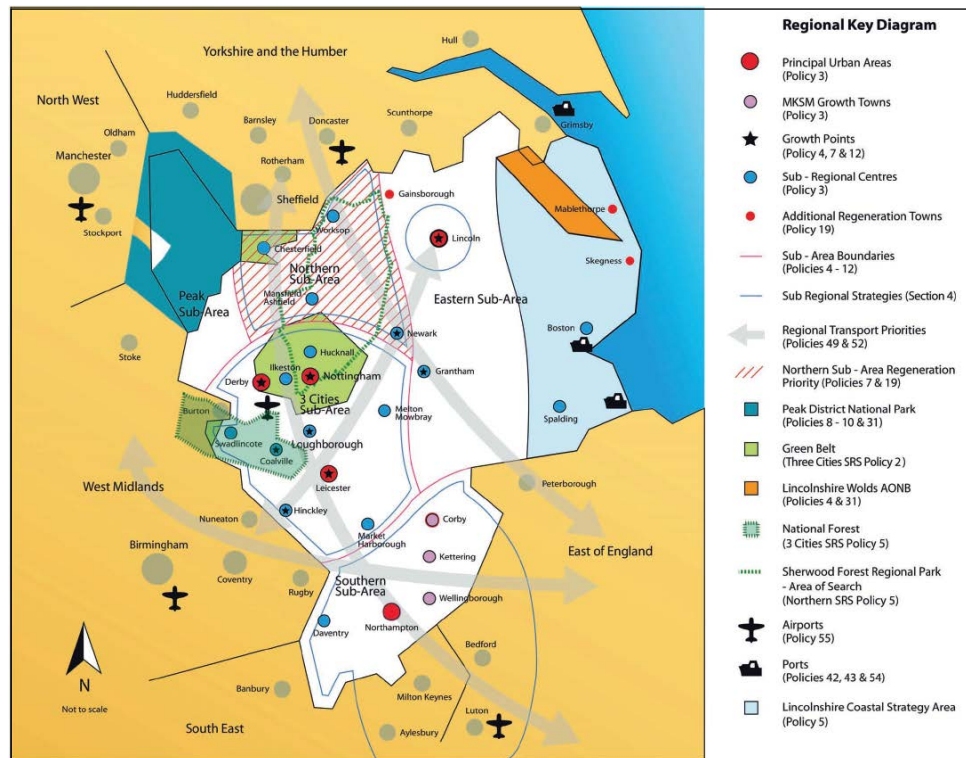 Yorkshire and the Humber
Hull
North West
Huddersfield
Scunthorpe
Barnsley
Doncaster
Grimsby
Oldham
Manchester
Rotherham
Sheffield
Gainsborough
Mablethorpe
Stockport
Worksop
Lincoln
Chesterfield
Northern
Sub-Area
Skegness
Peak
Sub-Area
Mansfield
Ashfield
Eastern Sub-Area
Newark
Boston
Stoke
Hucknall
Ilkeston
Grantham
Derby
Nottingham
3 Cities
Sub-Area
Burton
Melton
Mowbray
Spalding
Swadlincote
Loughborough
Coalville
Leicester
West Midlands
Peterborough
Hinckley
Nuneaton
Corby
Market
Harborough
Birmingham
East of England
Kettering
Coventry
Rugby
Southern
Sub-Area
Wellingborough
Northampton
Daventry
Bedford
N
Not to scale
Banbury
Milton Keynes
Luton
South East
Aylesbury
Regional Key Diagram
Principal Urban Areas
(Policy 3)
MKSM Growth Towns
(Policy 3)
Growth Points
(Policy 4, 7 & 12)
Sub - Regional Centres
(Policy 3)
Additional Regeneration Towns
(Policy 19)
Sub - Area Boundaries
(Policies 4 - 12)
Sub Regional Strategies (Section 4)
Regional Transport Priorities
(Policies 49 & 52)
Northern Sub - Area Regeneration
Priority (Policies 7 & 19)
Peak District National Park
(Policies 8 - 10 & 31)
Green Belt
(Three Cities SRS Policy 2)
Lincolnshire Wolds AONB
(Policies 4 & 31)
National Forest
(3 Cities SRS Policy 5)
Sherwood Forest Regional Park
- Area of Search
(Northern SRS Policy 5)
Airports
(Policy 55)
Ports
(Policies 42, 43 & 54)
Lincolnshire Coastal Strategy Area
(Policy 5)